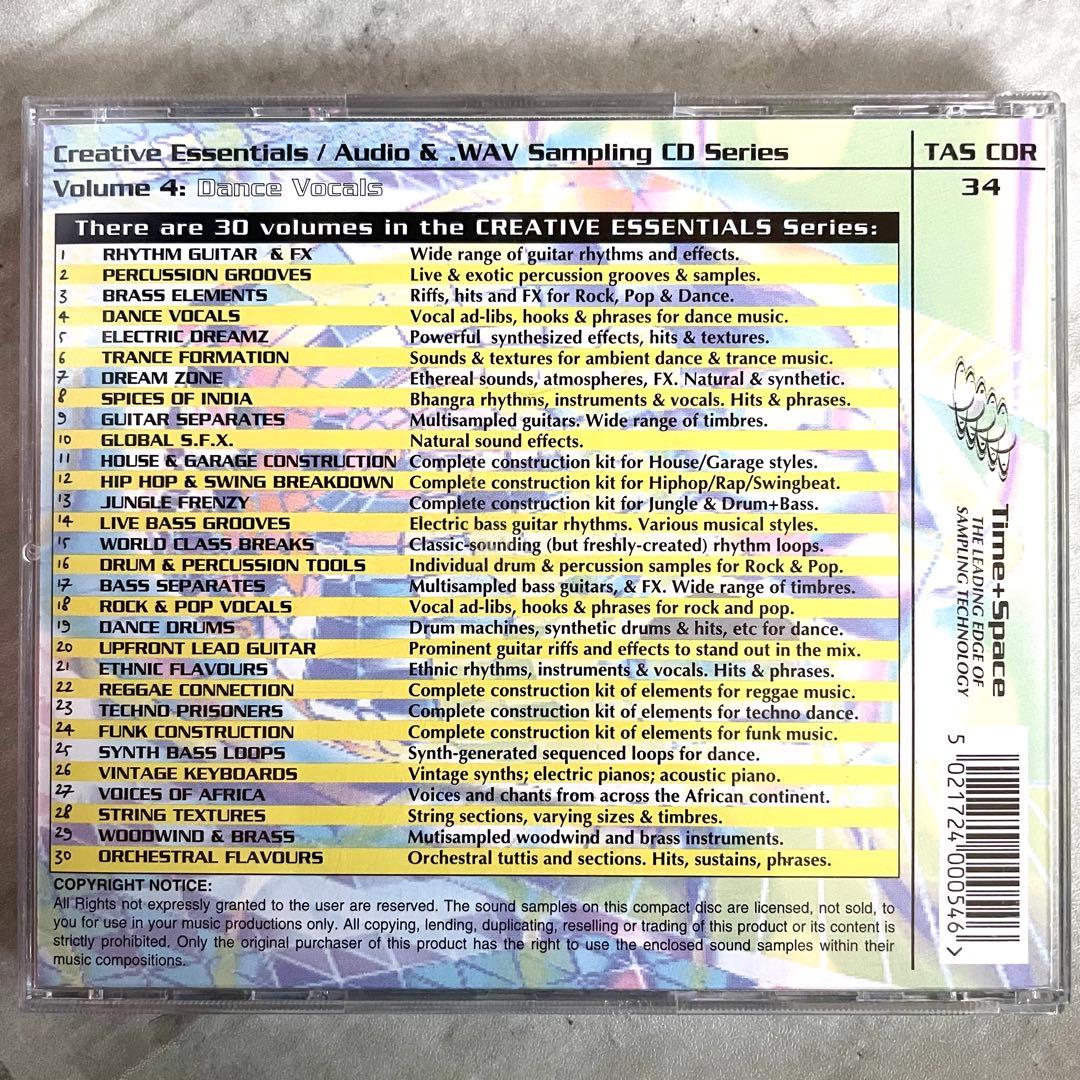 Creative Essentials / Audio & .WAV Sampling CD Series
TAS CDR
Volume 4: Dance Vocals
34
There are 30 volumes in the CREATIVE ESSENTIALS Series:
1 RHYTHM GUITAR & FX Wide range of guitar rhythms and effects.
2 PERCUSSION GROOVES Live & exotic percussion grooves & samples.
3 BRASS ELEMENTS Riffs, hits and FX for Rock, Pop & Dance.
4 DANCE VOCALS Vocal ad-libs, hooks & phrases for dance music.
5 ELECTRIC DREAMZ Powerful synthesized effects, hits & textures.
6 TRANCE FORMATION Sounds & textures for ambient dance & trance music.
7 DREAM ZONE Ethereal sounds, atmospheres, FX. Natural & synthetic.
8 SPICES OF INDIA Bhangra rhythms, instruments & vocals. Hits & phrases.
9 GUITAR SEPARATES Multisampled guitars. Wide range of timbres.
10 GLOBAL S.F.X. Natural sound effects.
11 HOUSE & GARAGE CONSTRUCTION Complete construction kit for House/Garage styles.
12 HIP HOP & SWING BREAKDOWN Complete construction kit for Hiphop/Rap/Swingbeat.
13 JUNGLE FRENZY Complete construction kit for Jungle & Drum+Bass.
14 LIVE BASS GROOVES Electric bass guitar rhythms. Various musical styles.
15 WORLD CLASS BREAKS Classic-sounding (but freshly-created) rhythm loops.
16 DRUM & PERCUSSION TOOLS Individual drum & percussion samples for Rock & Pop.
17 BASS SEPARATES Multisampled bass guitars, & FX. Wide range of timbres.
18 ROCK & POP VOCALS Vocal ad-libs, hooks & phrases for rock and pop.
19 DANCE DRUMS Drum machines, synthetic drums & hits, etc for dance.
20 UPFRONT LEAD GUITAR Prominent guitar riffs and effects to stand out in the mix.
21 ETHNIC FLAVOURS Ethnic rhythms, instruments & vocals. Hits & phrases.
22 REGGAE CONNECTION Complete construction kit of elements for reggae music.
23 TECHNO PRISONERS Complete construction kit of elements for techno dance.
24 FUNK CONSTRUCTION Complete construction kit of elements for funk music.
25 SYNTH BASS LOOPS Synth-generated sequenced loops for dance.
26 VINTAGE KEYBOARDS Vintage synths; electric pianos; acoustic piano.
27 VOICES OF AFRICA Voices and chants from across the African continent.
28 STRING TEXTURES String sections, varying sizes & timbres.
29 WOODWIND & BRASS Mutisampled woodwind and brass instruments.
30 ORCHESTRAL FLAVOURS Orchestral tuttis and sections. Hits, sustains, phrases.
COPYRIGHT NOTICE:
All Rights not expressly granted to the user are reserved. The sound samples on this compact disc are licensed, not sold, to
you for use in your music productions only. All copying, lending, duplicating, reselling or trading of this product or its content is
strictly prohibited. Only the original purchaser of this product has the right to use the enclosed sound samples within their
music compositions.
Time+Space
THE LEADING EDGE OF
SAMPLING TECHNOLOGY
5 021724 000546 >